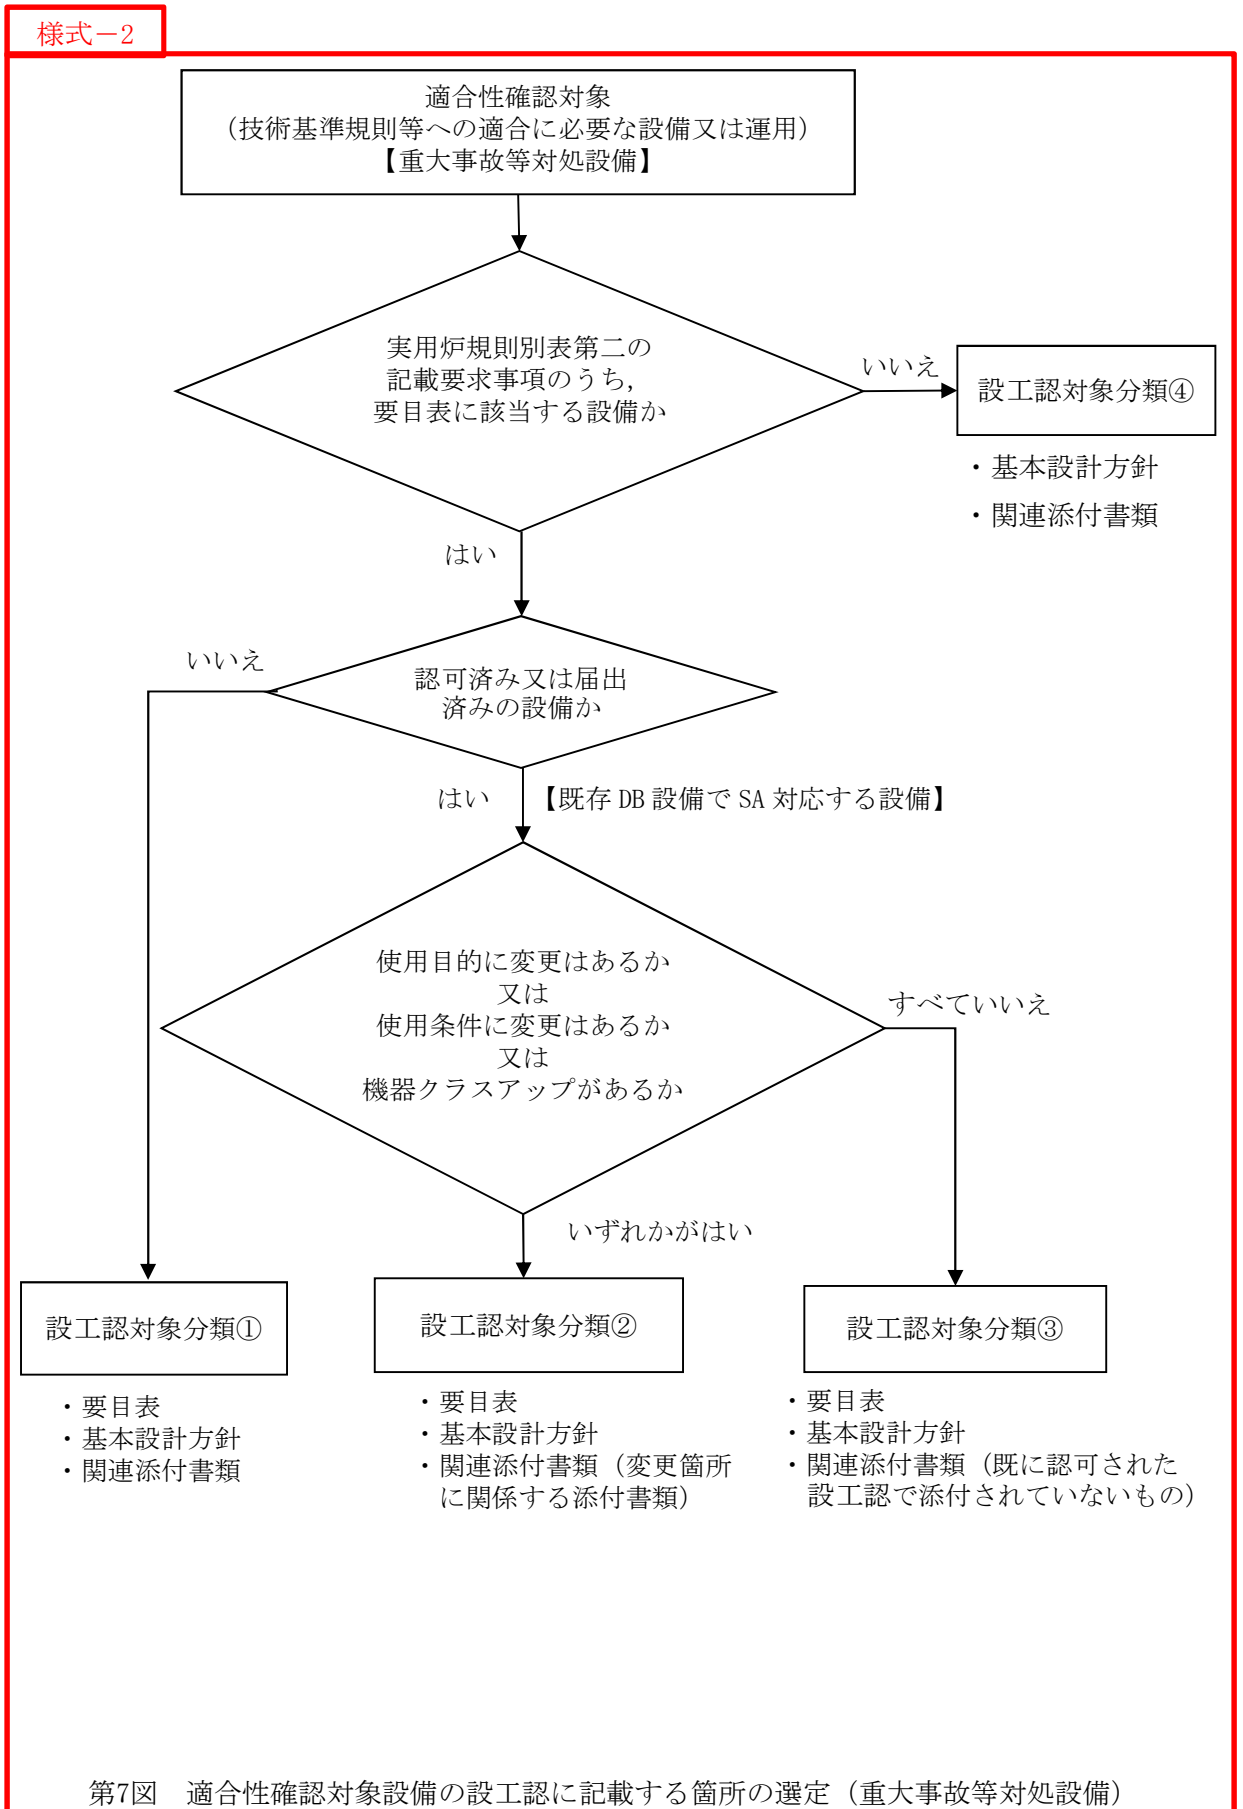 様式－2
適合性確認対象
（技術基準規則等への適合に必要な設備又は運用）
【重大事故等対処設備】
実用炉規則別表第二の
記載要求事項のうち,
要目表に該当する設備か
いいえ
設工認対象分類④
・基本設計方針
・関連添付書類
はい
いいえ
認可済み又は届出
済みの設備か
はい
【既存 DB 設備で SA 対応する設備】
使用目的に変更はあるか
又は
使用条件に変更はあるか
又は
機器クラスアップがあるか
すべていいえ
いずれかがはい
設工認対象分類①
・要目表
・基本設計方針
・関連添付書類
設工認対象分類②
・要目表
・基本設計方針
・関連添付書類（変更箇所
に関係する添付書類）
設工認対象分類③
・要目表
・基本設計方針
・関連添付書類（既に認可された
設工認で添付されていないもの）
第7図　適合性確認対象設備の設工認に記載する箇所の選定（重大事故等対処設備）